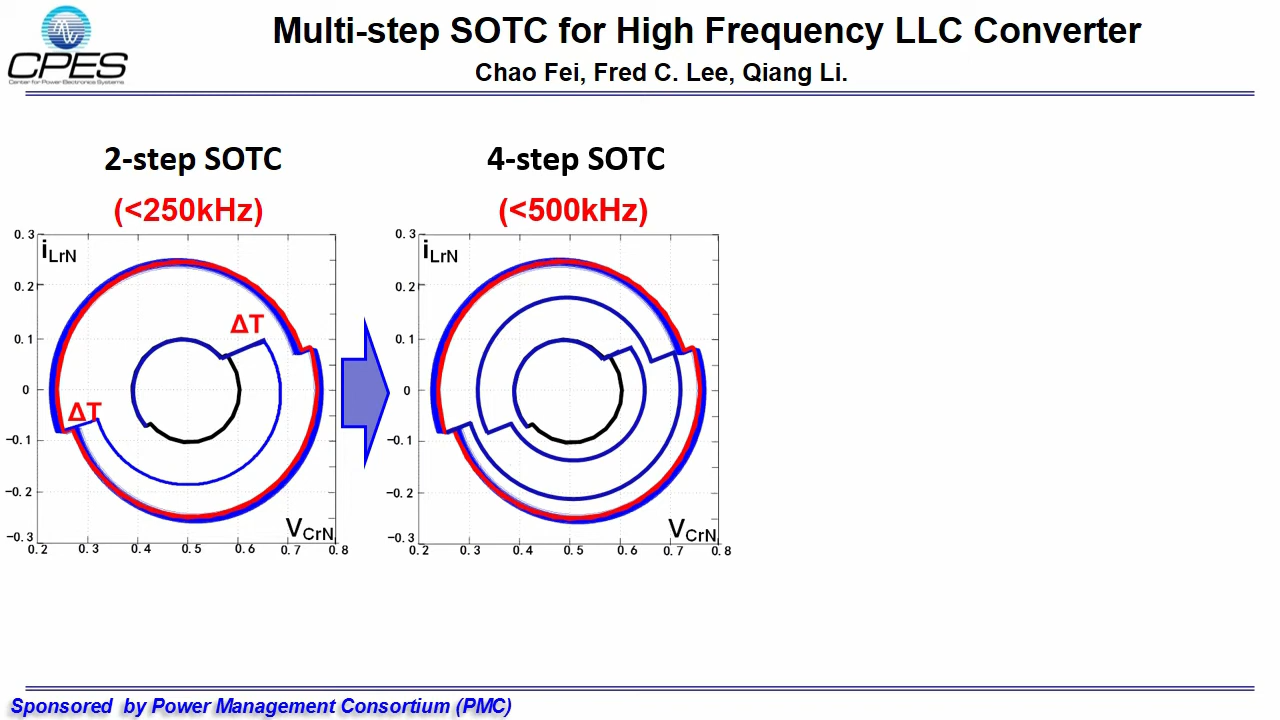 CPES
Center for Power Electronics Systems
Multi-step SOTC for High Frequency LLC Converter
Chao Fei, Fred C. Lee, Qiang Li.
2-step SOTC
(<250kHz)
0.3
0.2
0.1
0
-0.1
-0.2
-0.3
iLrN
ΔT
ΔT
VCrN
0.2 0.3 0.4 0.5 0.6 0.7 0.8
4-step SOTC
(<500kHz)
0.3
0.2
0.1
0
-0.1
-0.2
-0.3
iLrN
VCrN
0.2 0.3 0.4 0.5 0.6 0.7 0.8
Sponsored by Power Management Consortium (PMC)